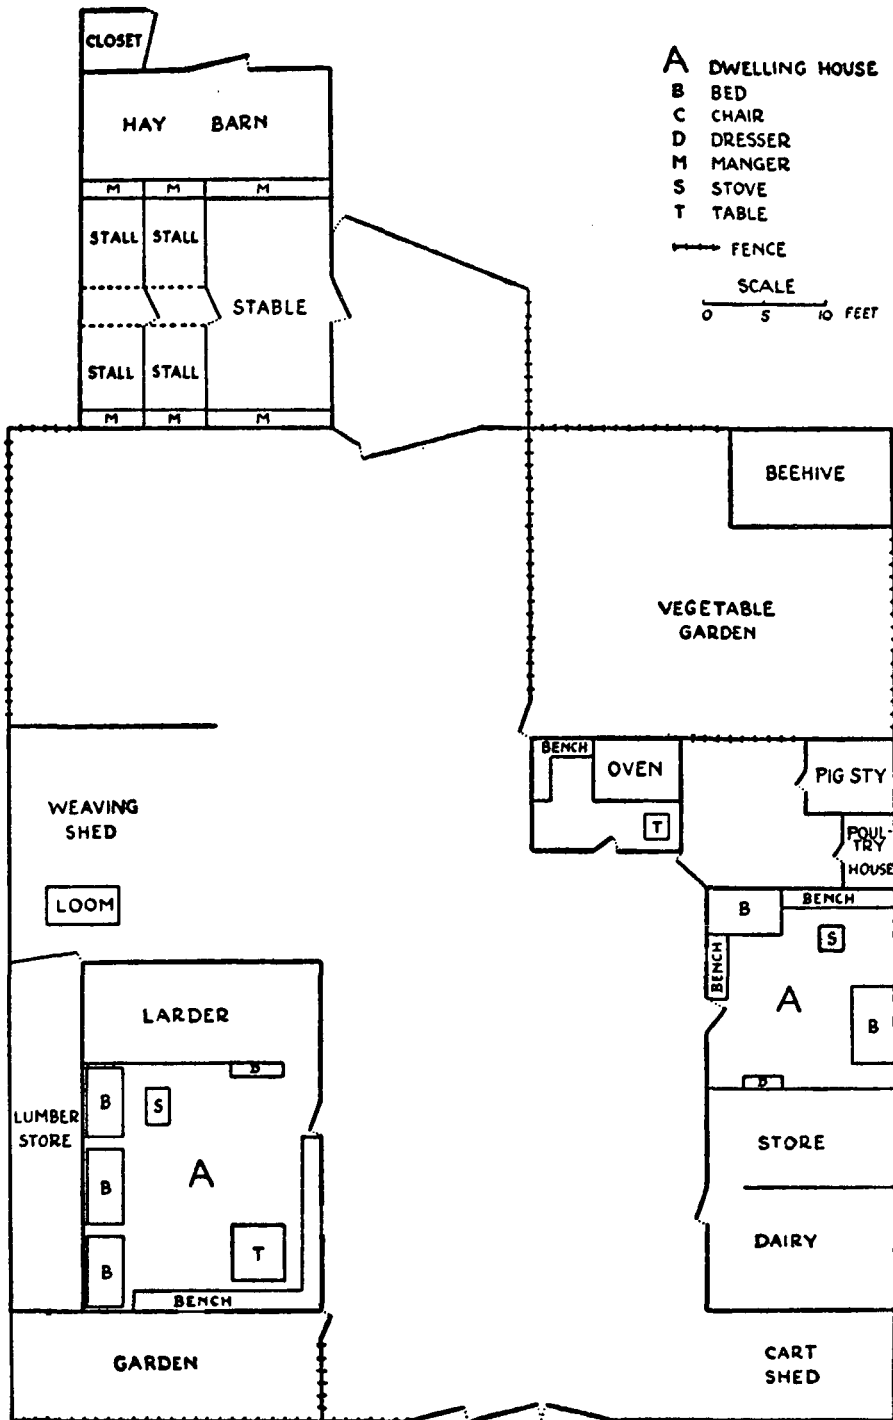 CLOSET
HAY BARN
M M M
STALL STALL
STABLE
STALL STALL
M M M
A DWELLING HOUSE
B BED
C CHAIR
D DRESSER
M MANGER
S STOVE
T TABLE
FENCE
SCALE
0 5 10 FEET
BEEHIVE
VEGETABLE
GARDEN
BENCH
OVEN
T
PIG STY
POUL-
TRY
HOUSE
WEAVING
SHED
LOOM
B
BENCH
S
BENCH
A
B
D
LARDER
D
B
S
LUMBER
STORE
A
B
T
B
BENCH
STORE
DAIRY
GARDEN
CART
SHED